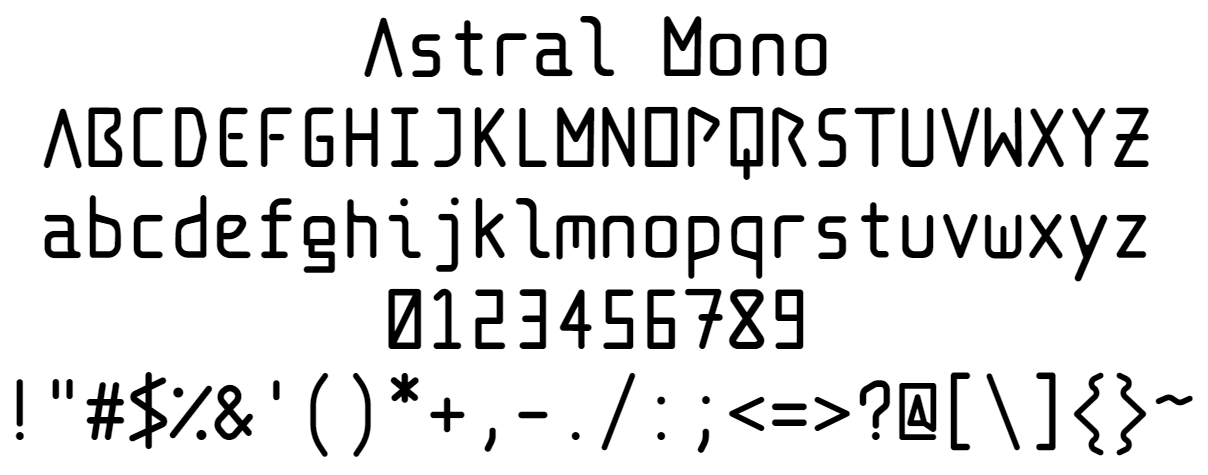 Astral Mono
ABCDEFGHIJKLMNOPQRSTUVWXYZ
abcdefghijklmnopqrstuvwxyz
0123456789
!"#$%&'()*+,-./:;<=>?@[\]{}~